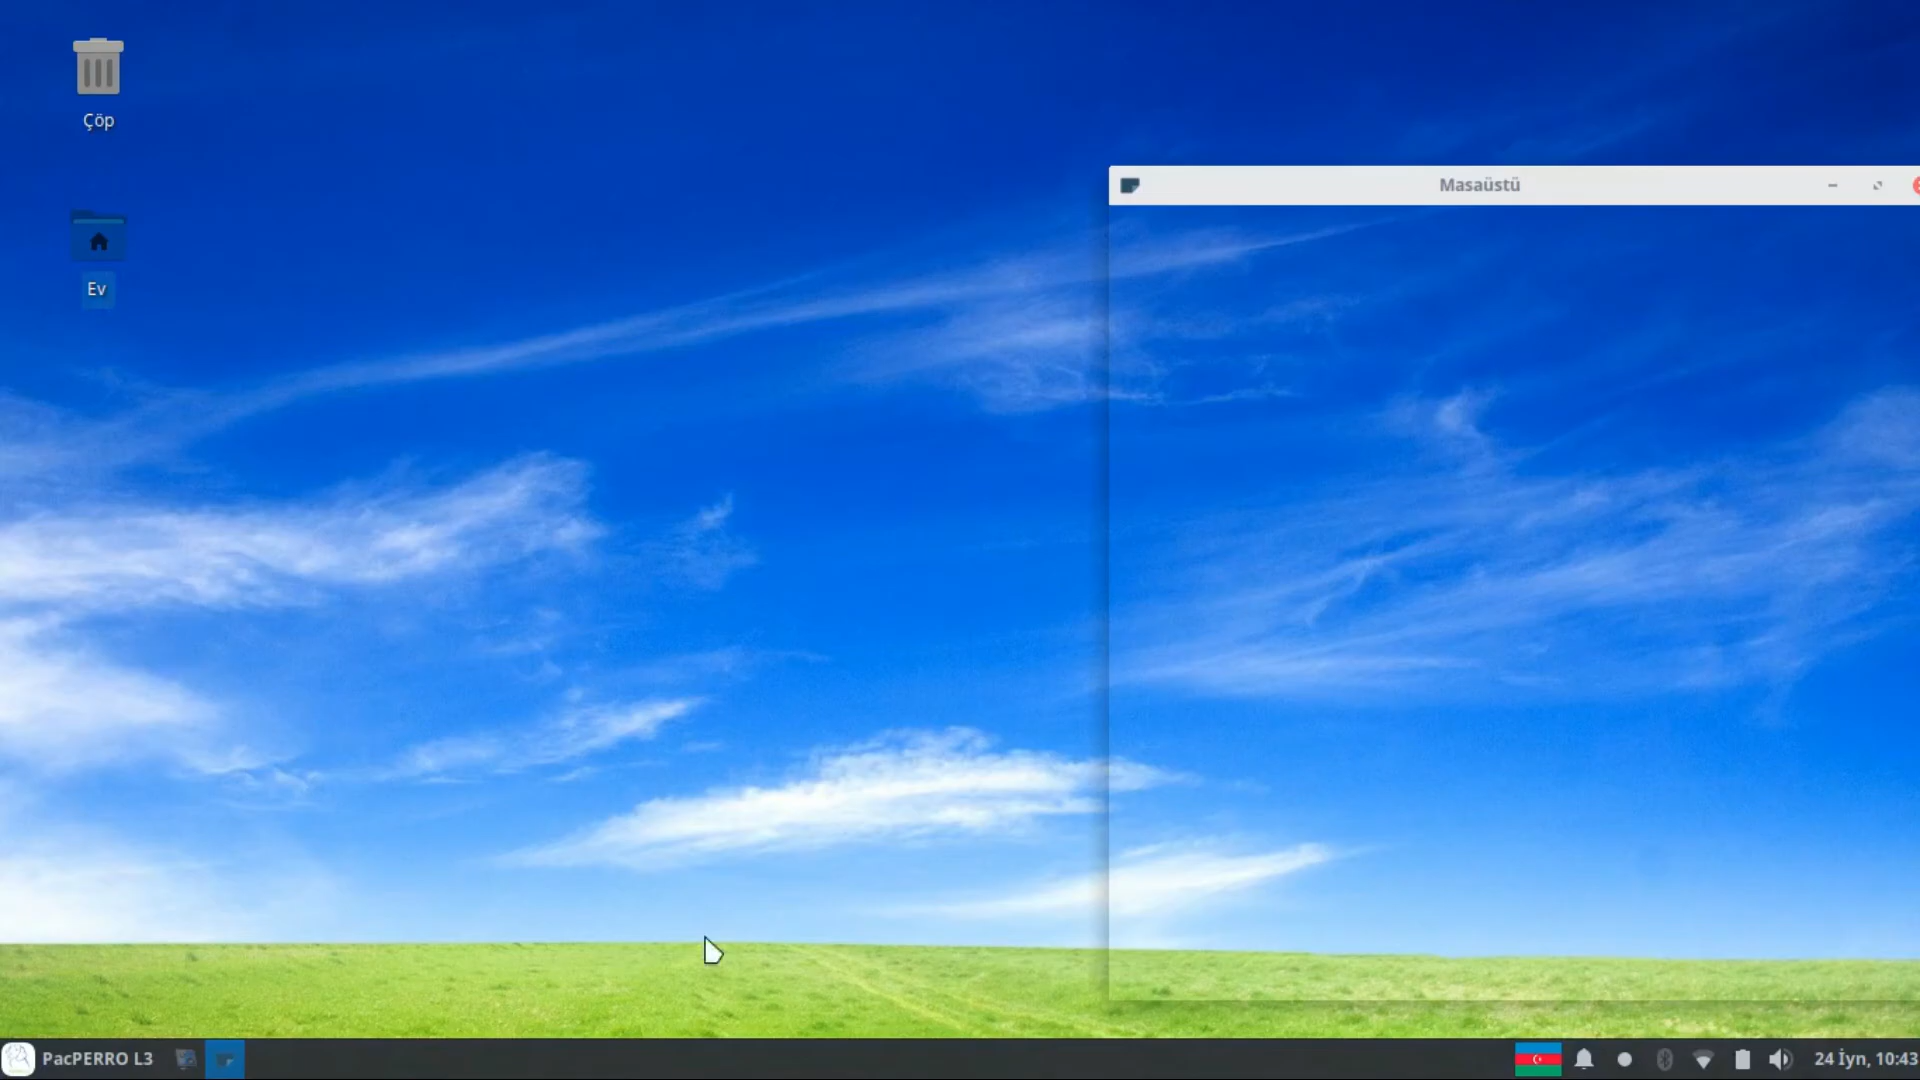 Çöp
Ev
Masaüstü
PacPERRO L3
24 İyn, 10:43